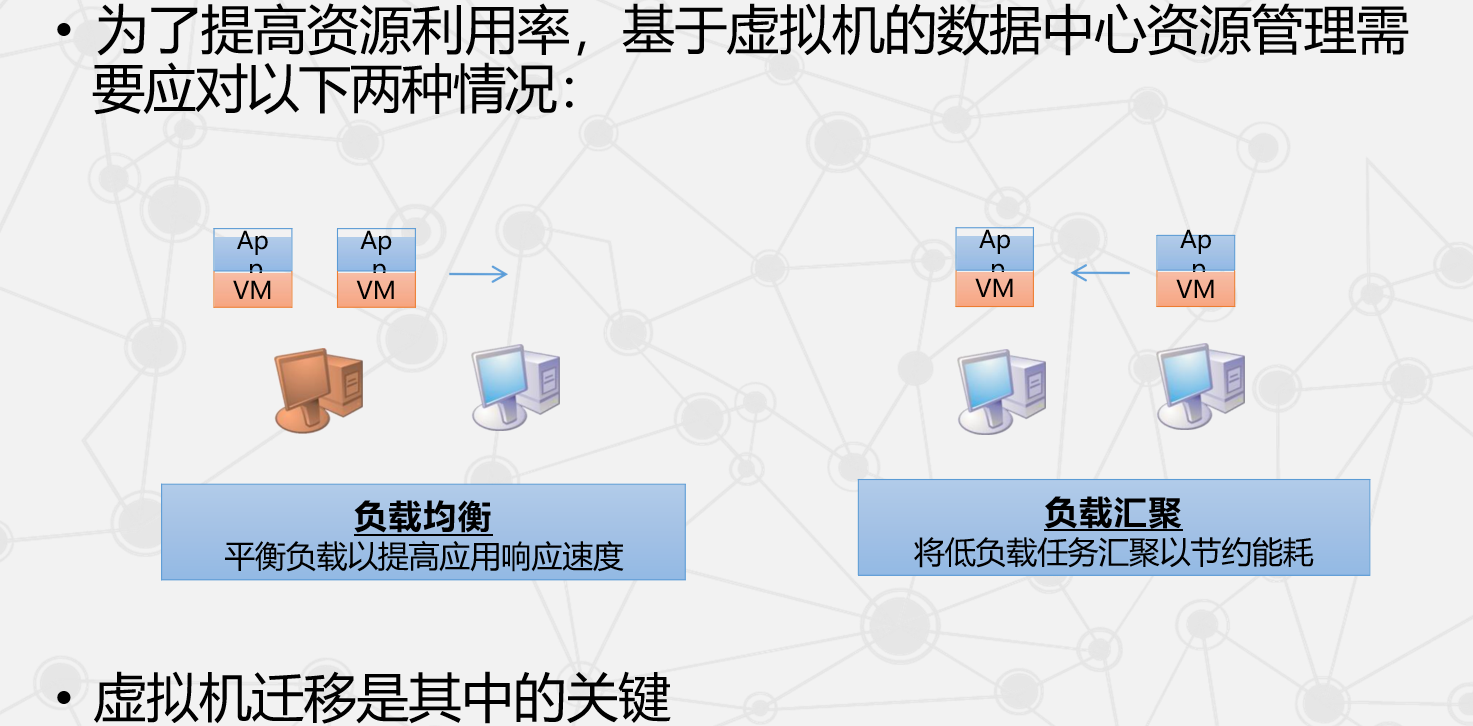 • 为了提高资源利用率，基于虚拟机的数据中心资源管理需
要应对以下两种情况：
Ap
p
VM
Ap
p
VM
Ap
p
VM
Ap
p
VM
负载均衡
平衡负载以提高应用响应速度
负载汇聚
将低负载任务汇聚以节约能耗
• 虚拟机迁移是其中的关键